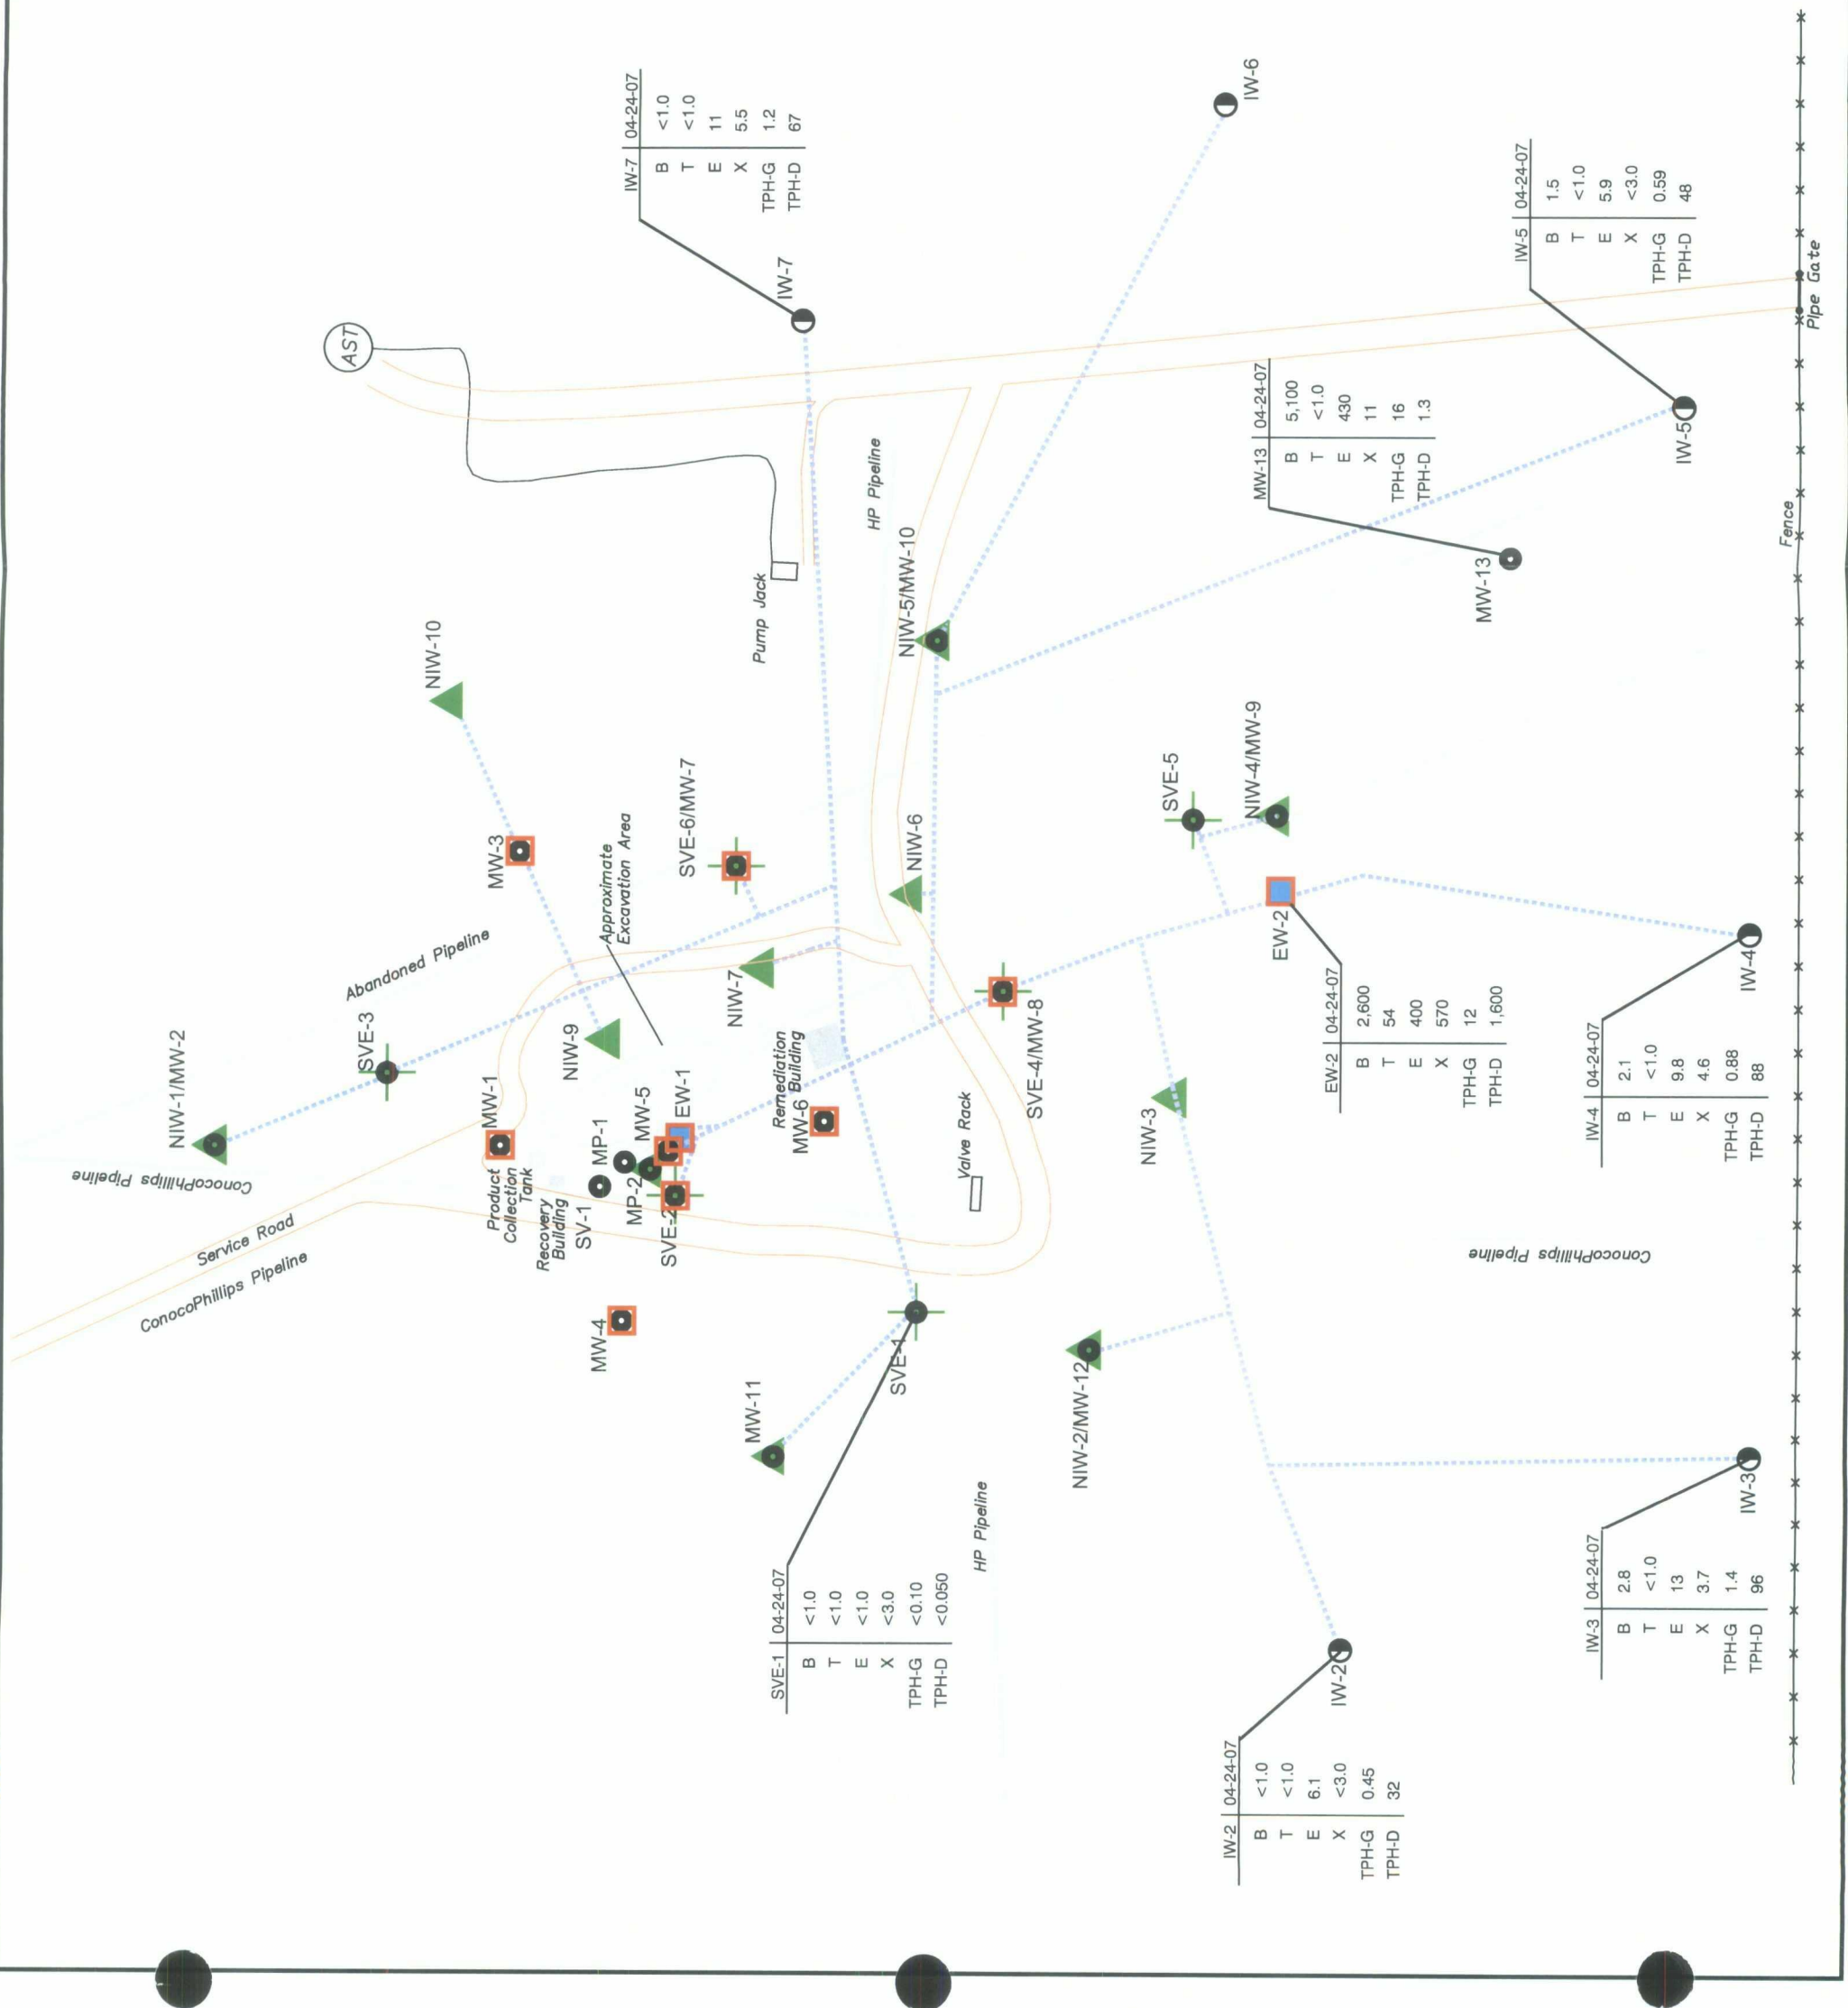 NIW-1/MW-2
ConocoPhillips Pipeline
Service Road
ConocoPhillips Pipeline
SVE-3
Abandoned Pipeline
NIW-10
AST
MW-1
Product
Collection
Tank
Recovery
Building
MW-3
NIW-9
Approximate
Excavation Area
SV-1
MP-1
MP-2
MW-5
EW-1
SVE-2
MW-4
SVE-6/MW-7
NIW-7
Pump Jack
Remediation
Building
MW-6
IW-7
IW-7 04-24-07
B <1.0
T <1.0
E 11
X 5.5
TPH-G 1.2
TPH-D 67
HP Pipeline
MW-11
SVE-1
SVE-1 04-24-07
B <1.0
T <1.0
E <1.0
X <3.0
TPH-G <0.10
TPH-D <0.050
HP Pipeline
Valve Rack
NIW-6
NIW-5/MW-10
SVE-4/MW-8
IW-6
NIW-2/MW-12
NIW-3
SVE-5
NIW-4/MW-9
EW-2
EW-2 04-24-07
B 2,600
T 54
E 400
X 570
TPH-G 12
TPH-D 1,600
MW-13 04-24-07
B 5,100
T <1.0
E 430
X 11
TPH-G 16
TPH-D 1.3
MW-13
IW-2
IW-2 04-24-07
B <1.0
T <1.0
E 6.1
X <3.0
TPH-G 0.45
TPH-D 32
ConocoPhillips Pipeline
IW-3 04-24-07
B 2.8
T <1.0
E 13
X 3.7
TPH-G 1.4
TPH-D 96
IW-3
IW-4 04-24-07
B 2.1
T <1.0
E 9.8
X 4.6
TPH-G 0.88
TPH-D 88
IW-4
IW-5 04-24-07
B 1.5
T <1.0
E 5.9
X <3.0
TPH-G 0.59
TPH-D 48
IW-5
Fence
Pipe Gate